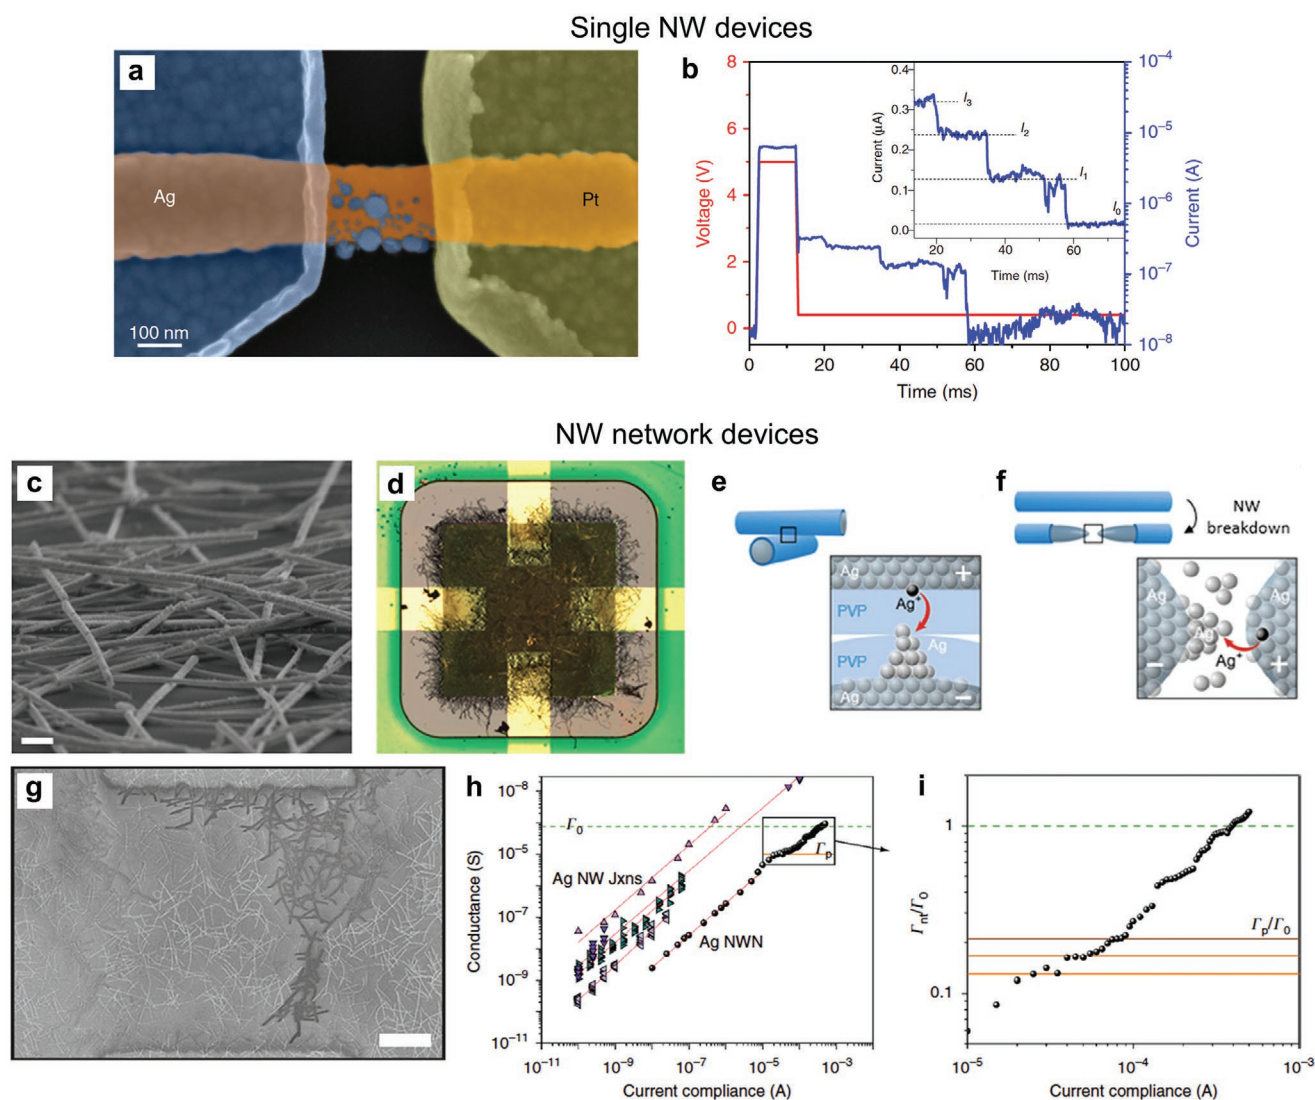 Single NW devices
a
Ag
Pt
100 nm
b
8
6
4
2
0
Voltage (V)
0
20
40
60
80
100
Time (ms)
10⁻⁴
10⁻⁵
10⁻⁶
10⁻⁷
10⁻⁸
Current (A)
0.4
0.3
0.2
0.1
0.0
Current (µA)
20
40
60
Time (ms)
I₃
I₂
I₁
I₀
NW network devices
c
d
e
Ag
+
Ag⁺
PVP
Ag
PVP
Ag
−
f
NW
breakdown
Ag
Ag
Ag
−
Ag⁺
+
g
h
10⁻⁸
10⁻⁵
10⁻⁷
10⁻⁹
10⁻¹¹
Conductance (S)
Γ₀
Γₚ
Ag NW Jxns
Ag NWN
10⁻¹¹
10⁻⁹
10⁻⁷
10⁻⁵
10⁻³
Current compliance (A)
i
1
0.1
Γₙₜ/Γ₀
Γₚ/Γ₀
10⁻⁵
10⁻⁴
10⁻³
Current compliance (A)